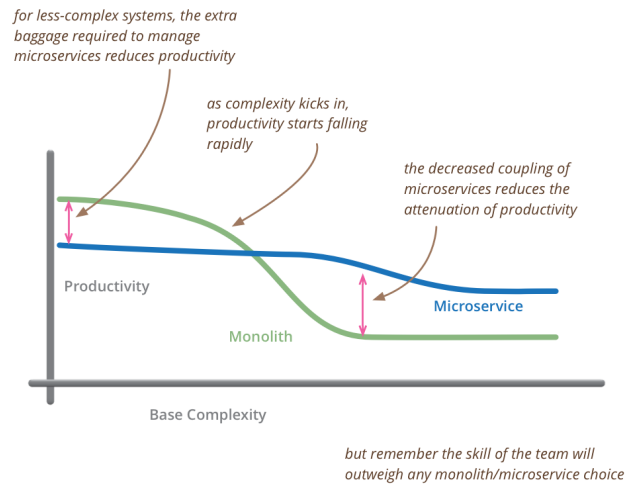 for less-complex systems, the extra
baggage required to manage
microservices reduces productivity
as complexity kicks in,
productivity starts falling
rapidly
the decreased coupling of
microservices reduces the
attenuation of productivity
Productivity
Microservice
Monolith
Base Complexity
but remember the skill of the team will
outweigh any monolith/microservice choice